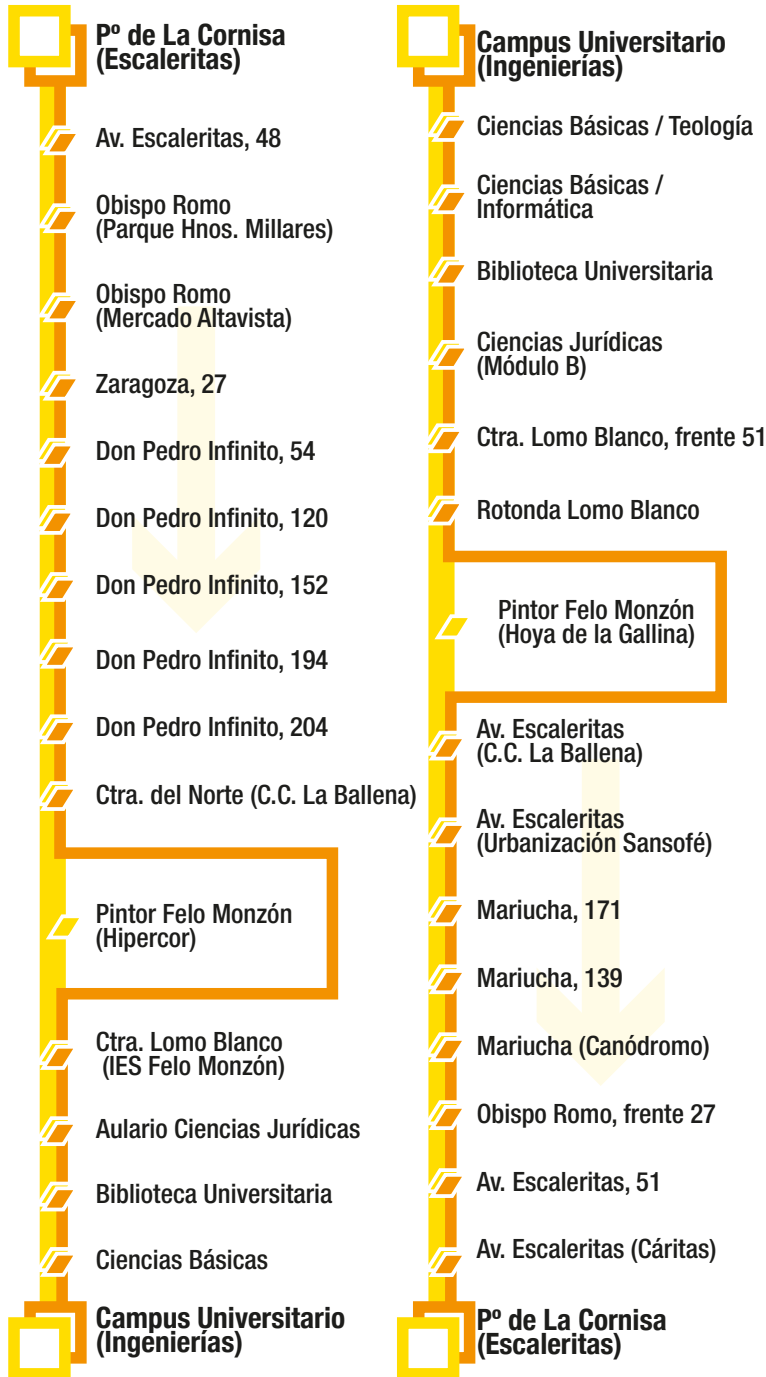 Pº de La Cornisa
(Escaleritas)
Av. Escaleritas, 48
Obispo Romo
(Parque Hnos. Millares)
Obispo Romo
(Mercado Altavista)
Zaragoza, 27
Don Pedro Infinito, 54
Don Pedro Infinito, 120
Don Pedro Infinito, 152
Don Pedro Infinito, 194
Don Pedro Infinito, 204
Ctra. del Norte (C.C. La Ballena)
Pintor Felo Monzón
(Hipercor)
Ctra. Lomo Blanco
(IES Felo Monzón)
Aulario Ciencias Jurídicas
Biblioteca Universitaria
Ciencias Básicas
Campus Universitario
(Ingenierías)
Campus Universitario
(Ingenierías)
Ciencias Básicas / Teología
Ciencias Básicas /
Informática
Biblioteca Universitaria
Ciencias Jurídicas
(Módulo B)
Ctra. Lomo Blanco, frente 51
Rotonda Lomo Blanco
Pintor Felo Monzón
(Hoya de la Gallina)
Av. Escaleritas
(C.C. La Ballena)
Av. Escaleritas
(Urbanización Sansofé)
Mariucha, 171
Mariucha, 139
Mariucha (Canódromo)
Obispo Romo, frente 27
Av. Escaleritas, 51
Av. Escaleritas (Cáritas)
Pº de La Cornisa
(Escaleritas)